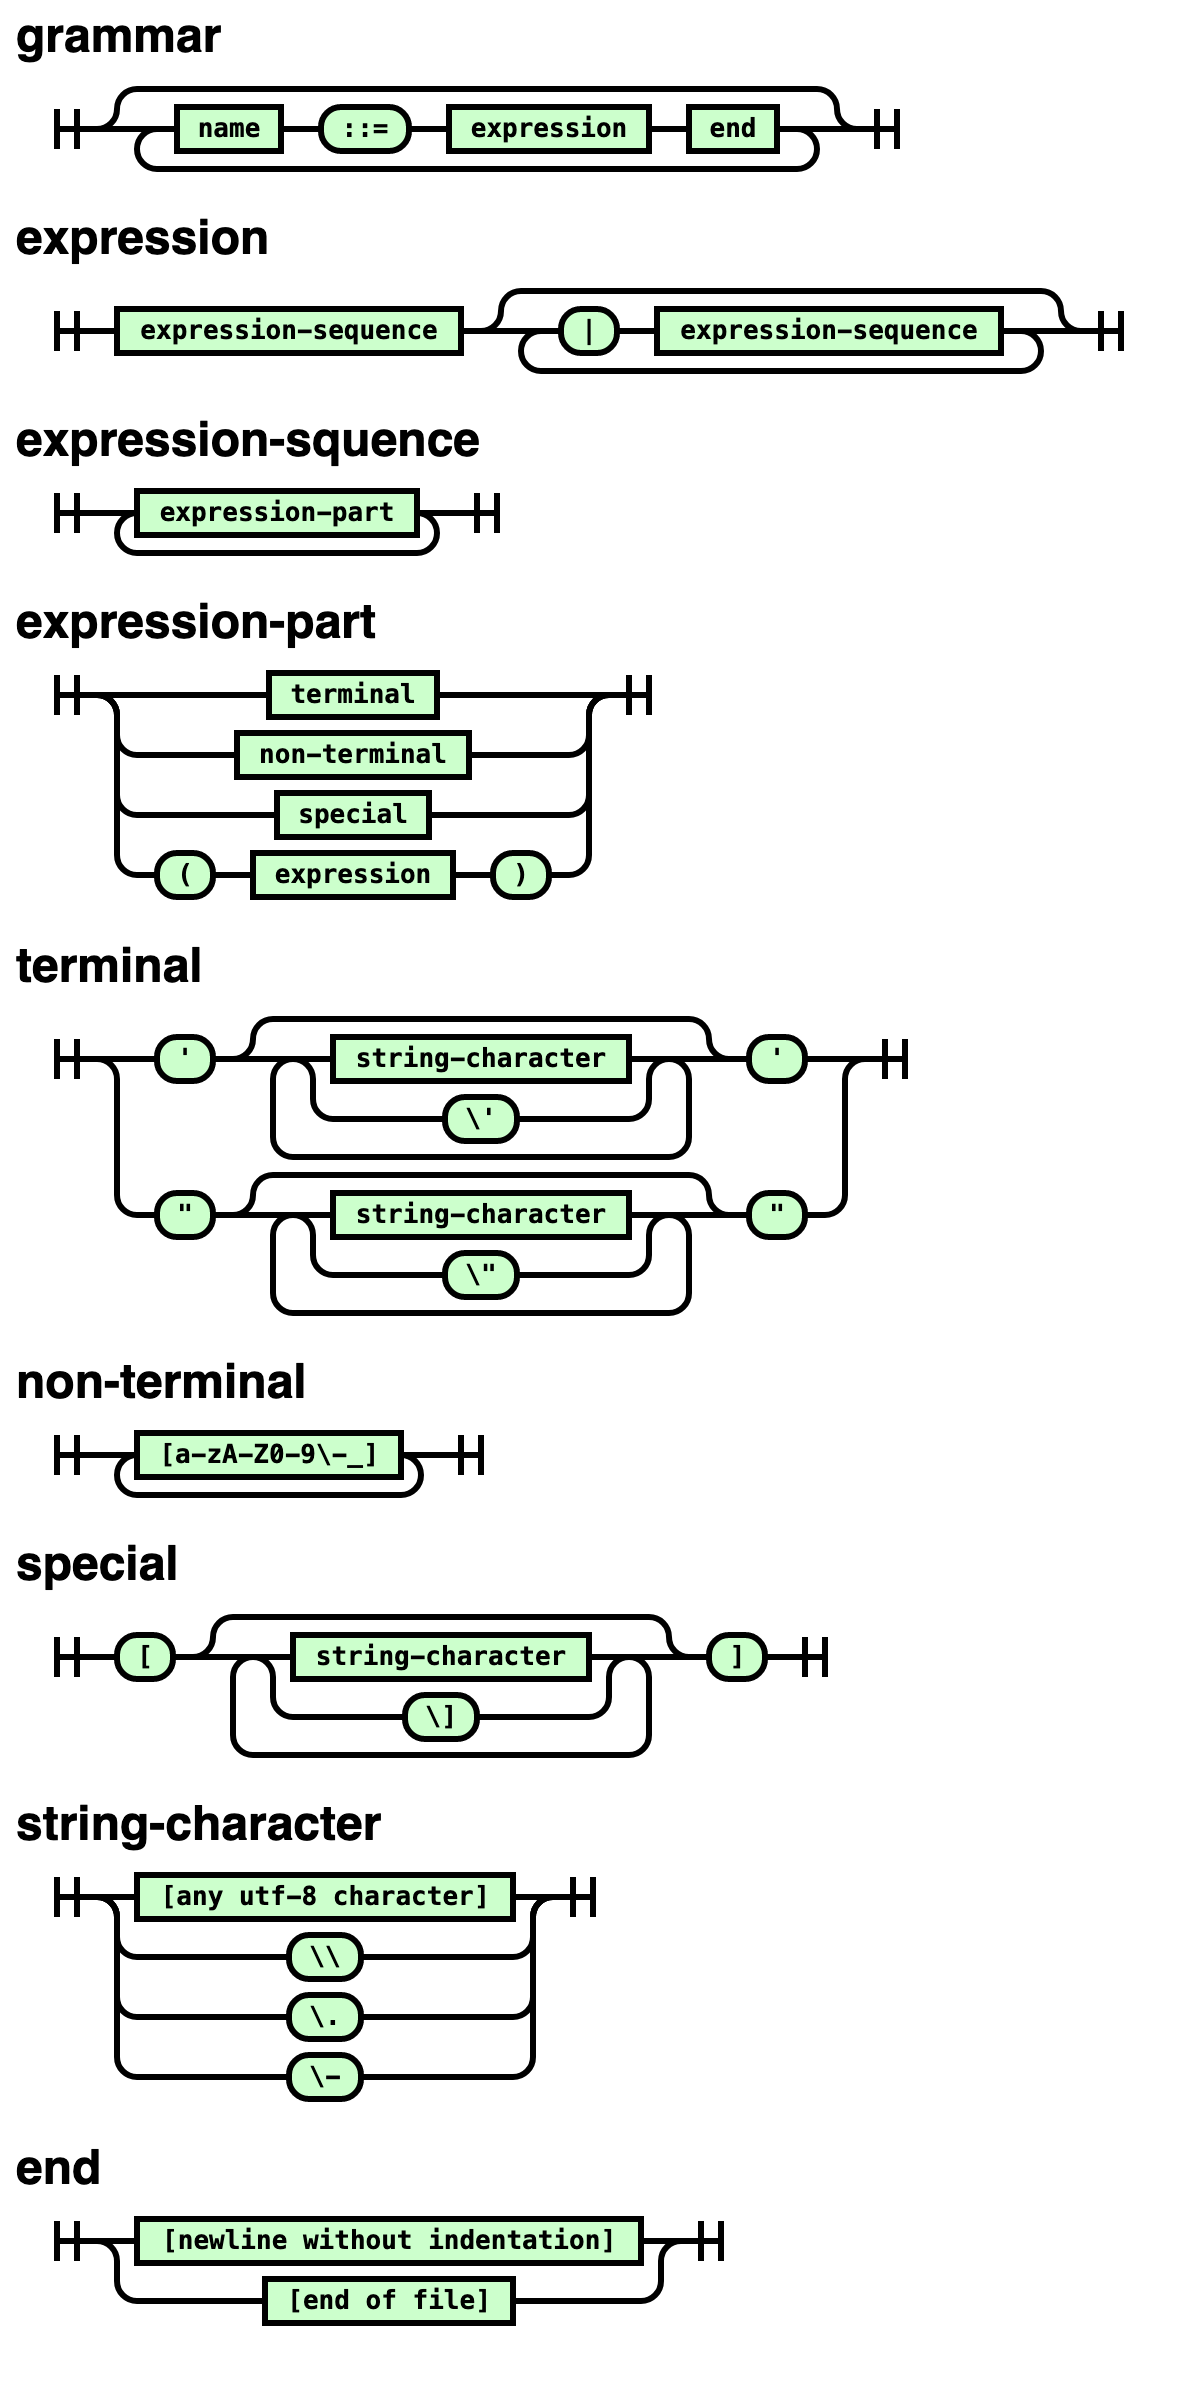 grammar
name ::= expression end
expression
expression-sequence | expression-sequence
expression-squence
expression-part
expression-part
terminal
non-terminal
special
( expression )
terminal
' string-character '
\'
" string-character "
\"
non-terminal
[a-zA-Z0-9\-_]
special
[ string-character ]
\]
string-character
[any utf-8 character]
\\
\.
\-
end
[newline without indentation]
[end of file]